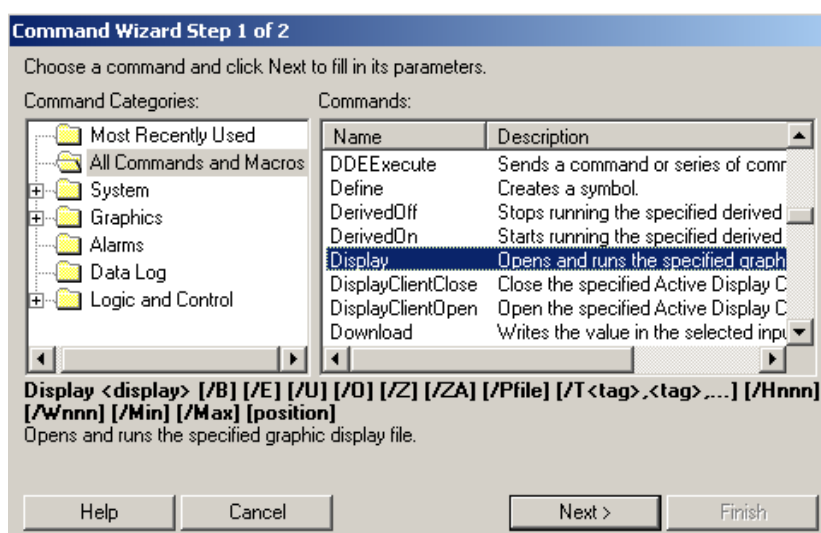 Command Wizard Step 1 of 2
Choose a command and click Next to fill in its parameters.
Command Categories:
Commands:
Most Recently Used
All Commands and Macros
System
Graphics
Alarms
Data Log
Logic and Control
Name Description
DDEExecute Sends a command or series of comr
Define Creates a symbol.
DerivedOff Stops running the specified derived
DerivedOn Starts running the specified derived
Display Opens and runs the specified graph
DisplayClientClose Close the specified Active Display C
DisplayClientOpen Open the specified Active Display C
Download Writes the value in the selected inpu
Display <display> [/B] [/E] [/U] [/O] [/Z] [/ZA] [/Pfile] [/T<tag>,<tag>,...] [/Hnnn]
[/Wnnn] [/Min] [/Max] [position]
Opens and runs the specified graphic display file.
Help Cancel Next > Finish